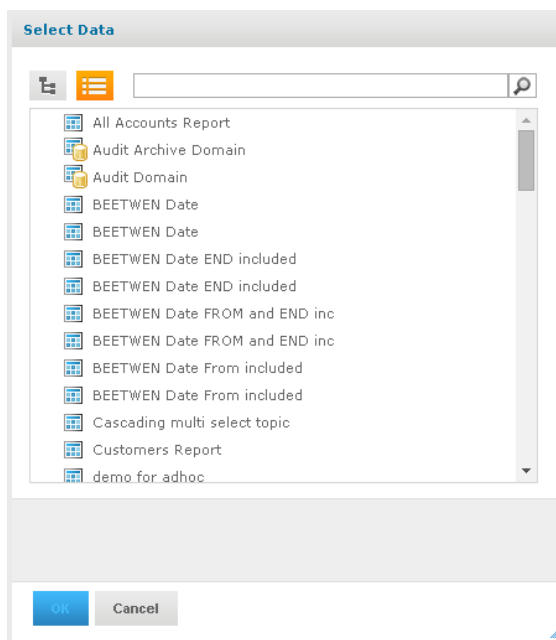 Select Data
All Accounts Report
Audit Archive Domain
Audit Domain
BEETWEN Date
BEETWEN Date
BEETWEN Date END included
BEETWEN Date END included
BEETWEN Date FROM and END inc
BEETWEN Date FROM and END inc
BEETWEN Date From included
BEETWEN Date From included
Cascading multi select topic
Customers Report
demo for adhoc
OK Cancel